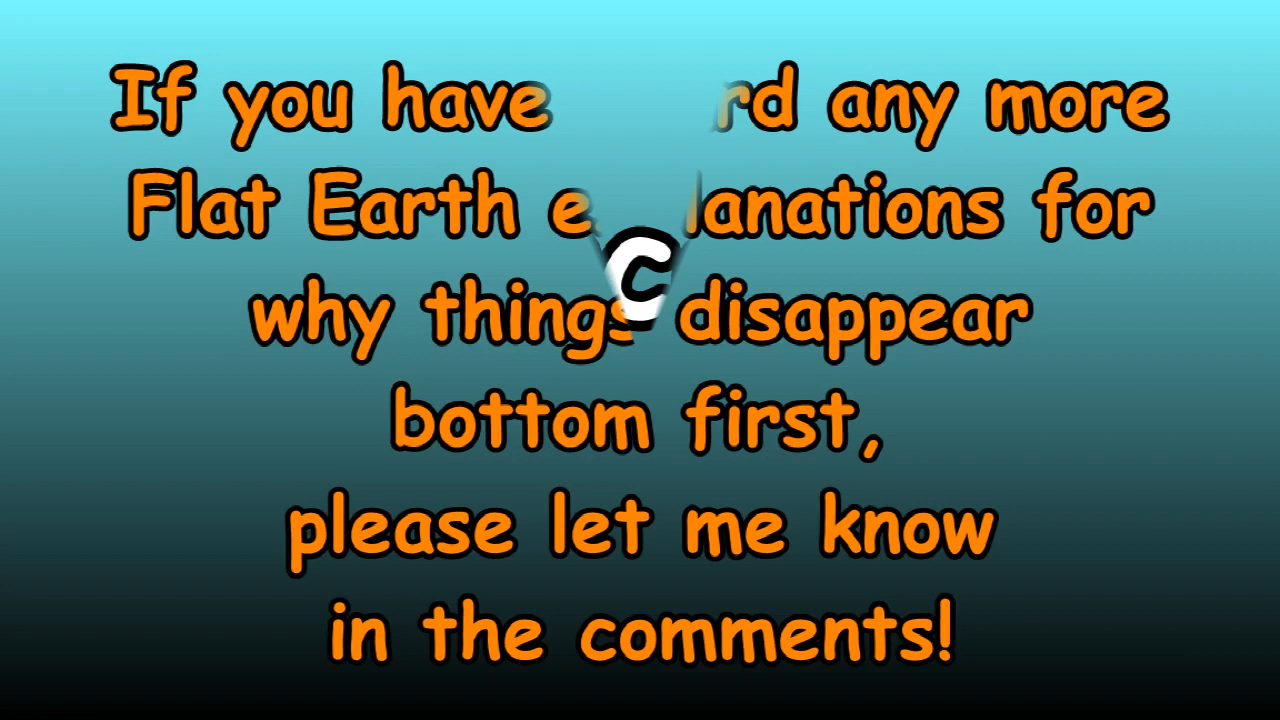 If you have any more
Flat Earth for
why things disappear
bottom first,
please let me know
in the comments!